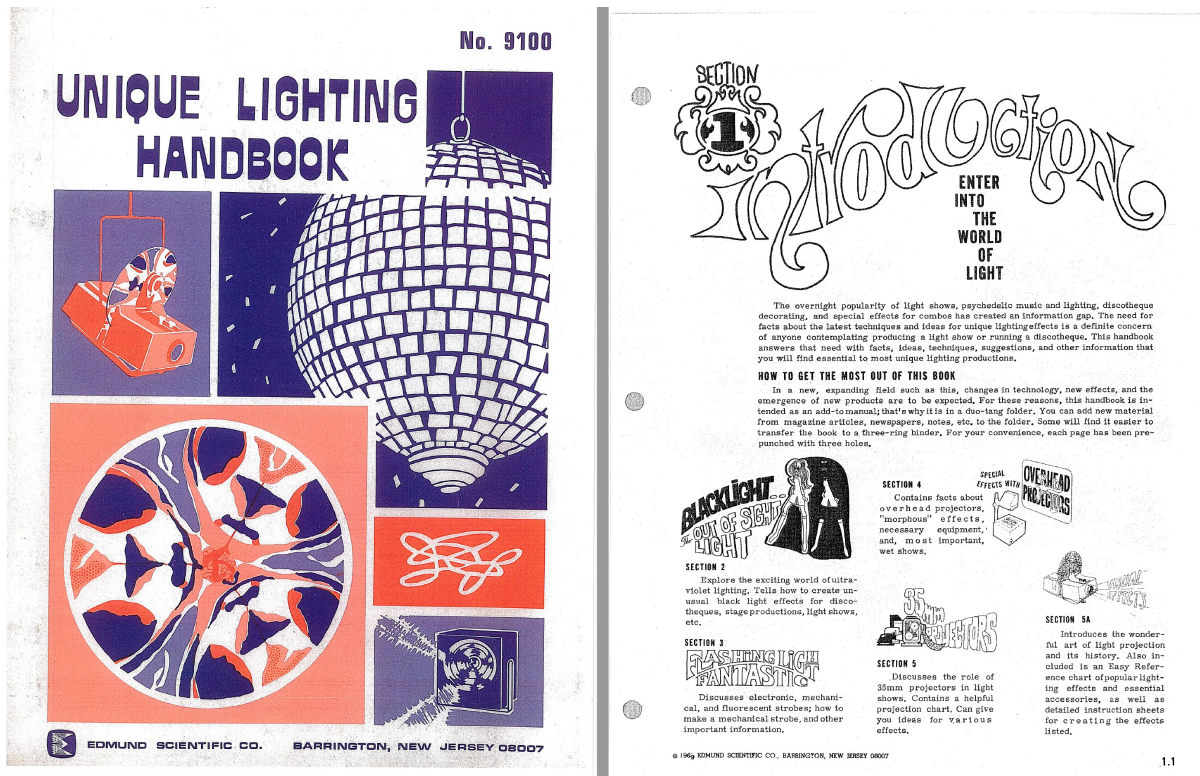 No. 9100
UNIQUE LIGHTING
HANDBOOK
EDMUND SCIENTIFIC CO. BARRINGTON, NEW JERSEY 08007
SECTION
1
Introduction
ENTER
INTO
THE
WORLD
OF
LIGHT
The overnight popularity of light shows, psychedelic music and lighting, discotheque
decorating, and special effects for combos has created an information gap. The need for
facts about the latest techniques and ideas for unique lighting effects is a definite concern
of anyone contemplating producing a light show or running a discotheque. This handbook
answers that need with facts, ideas, techniques, suggestions, and other information that
you will find essential to most unique lighting productions.
HOW TO GET THE MOST OUT OF THIS BOOK
In a new, expanding field such as this, changes in technology, new effects, and the
emergence of new products are to be expected. For these reasons, this handbook is in-
tended as an add-to manual; that's why it is in a duo-tang folder. You can add new material
from magazine articles, newspapers, notes, etc. to the folder. Some will find it easier to
transfer the book to a three-ring binder. For your convenience, each page has been pre-
punched with three holes.
BLACKLIGHT..
The OUT OF SIGHT
LIGHT
SECTION 2
Explore the exciting world of ultra-
violet lighting. Tells how to create un-
usual black light effects for disco-
theques, stage productions, light shows,
etc.
SECTION 3
FLASHING LIGH
FANTASTIC
Discusses electronic, mechani-
cal, and fluorescent strobes; how to
make a mechanical strobe, and other
important information.
SPECIAL
EFFECTS WITH
OVERHEAD
PROJECTORS
SECTION 4
Contains facts about
overhead projectors,
"morphous" effects,
necessary equipment,
and, most important,
wet shows.
35mm
PROJECTORS
SECTION 5
Discusses the role of
35mm projectors in light
shows. Contains a helpful
projection chart. Can give
you ideas for various
effects.
EFFECTS
SECTION 5A
Introduces the wonder-
ful art of light projection
and its history. Also in-
cluded is an Easy Refer-
ence chart of popular light-
ing effects and essential
accessories, as well as
detailed instruction sheets
for creating the effects
listed.
© 1969 EDMUND SCIENTIFIC CO., BARRINGTON, NEW JERSEY 08007
1.1